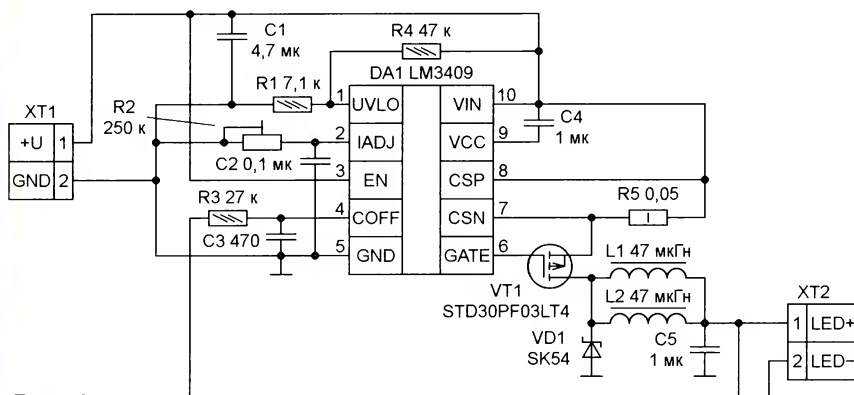 C1
4,7 мк
R4 47 к
DA1 LM3409
R1 7,1 к
R2
250 к
XT1
+U 1
GND 2
C2 0,1 мк
R3 27 к
C3 470
1 UVLO VIN 10
2 IADJ VCC 9
3 EN CSP 8
4 COFF CSN 7
5 GND GATE 6
C4
1 мк
R5 0,05
L1 47 мкГн
L2 47 мкГн
VT1
STD30PF03LT4
VD1
SK54
C5
1 мк
XT2
1 LED+
2 LED−